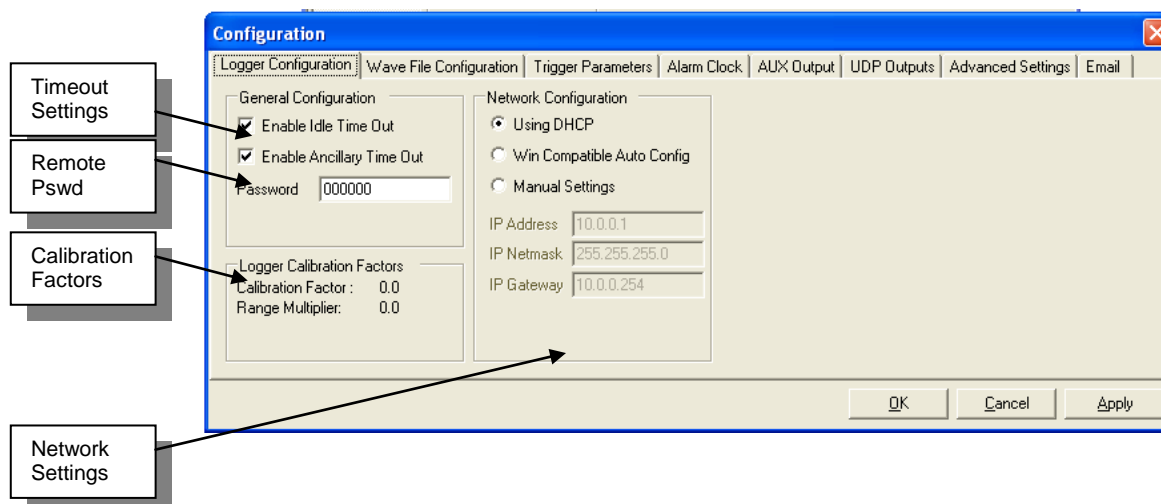 Configuration
Logger Configuration Wave File Configuration Trigger Parameters Alarm Clock AUX Output UDP Outputs Advanced Settings Email
Timeout
Settings
Remote
Pswd
Calibration
Factors
Network
Settings
General Configuration
Enable Idle Time Out
Enable Ancillary Time Out
Password 000000
Logger Calibration Factors
Calibration Factor : 0.0
Range Multiplier: 0.0
Network Configuration
Using DHCP
Win Compatible Auto Config
Manual Settings
IP Address 10.0.0.1
IP Netmask 255.255.255.0
IP Gateway 10.0.0.254
OK Cancel Apply